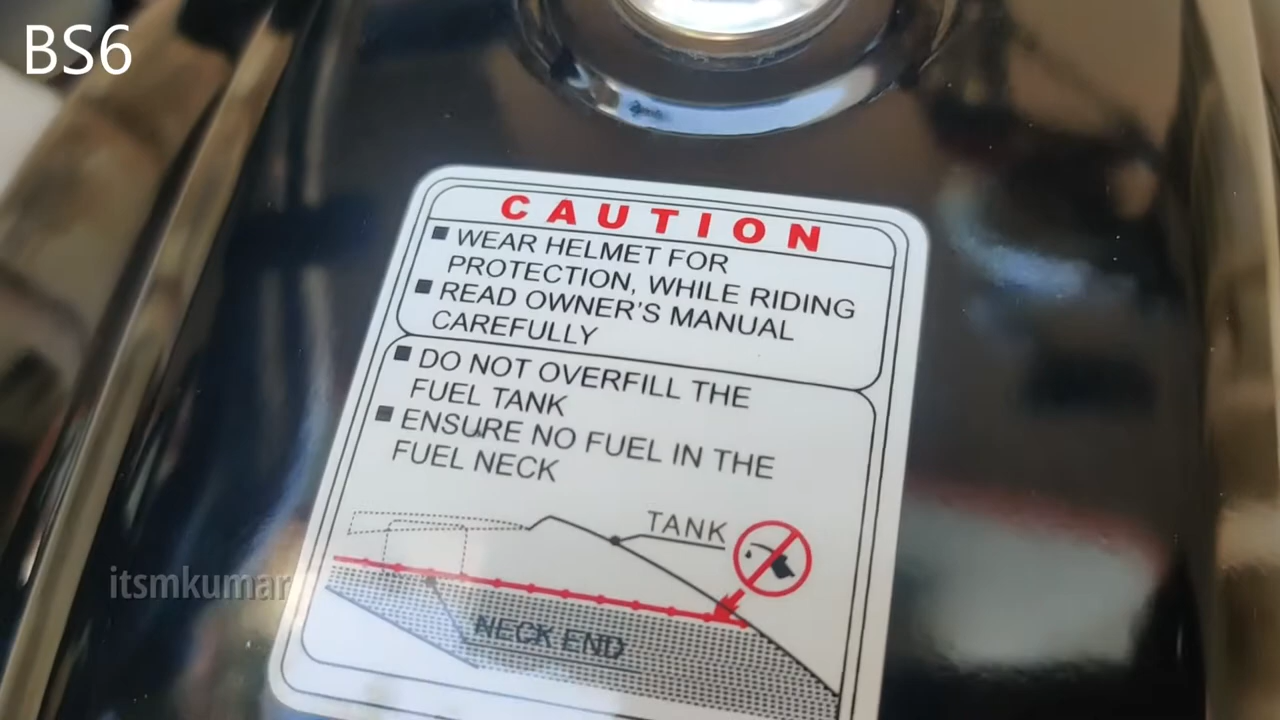 BS6
CAUTION
■ WEAR HELMET FOR
PROTECTION, WHILE RIDING
■ READ OWNER'S MANUAL
CAREFULLY
■ DO NOT OVERFILL THE
FUEL TANK
■ ENSURE NO FUEL IN THE
FUEL NECK
TANK
itsmkumar
NECK END